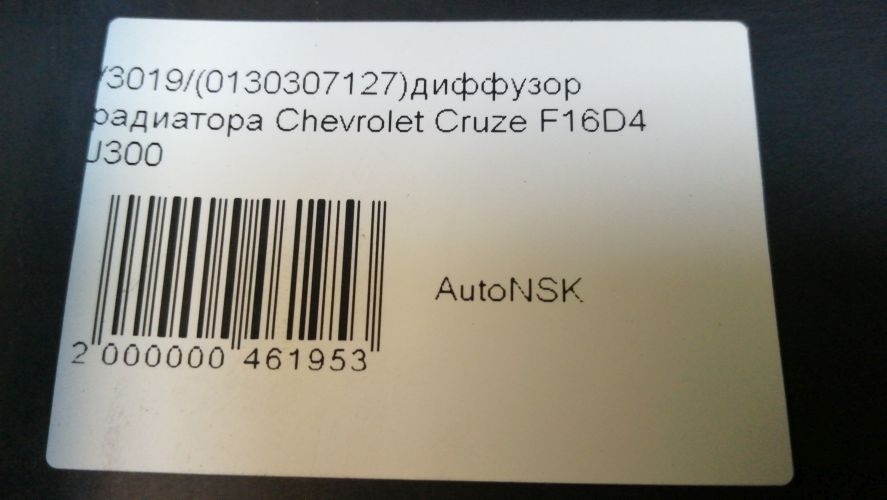 /3019/(0130307127)диффузор
радиатора Chevrolet Cruze F16D4
J300
AutoNSK
2 000000 461953